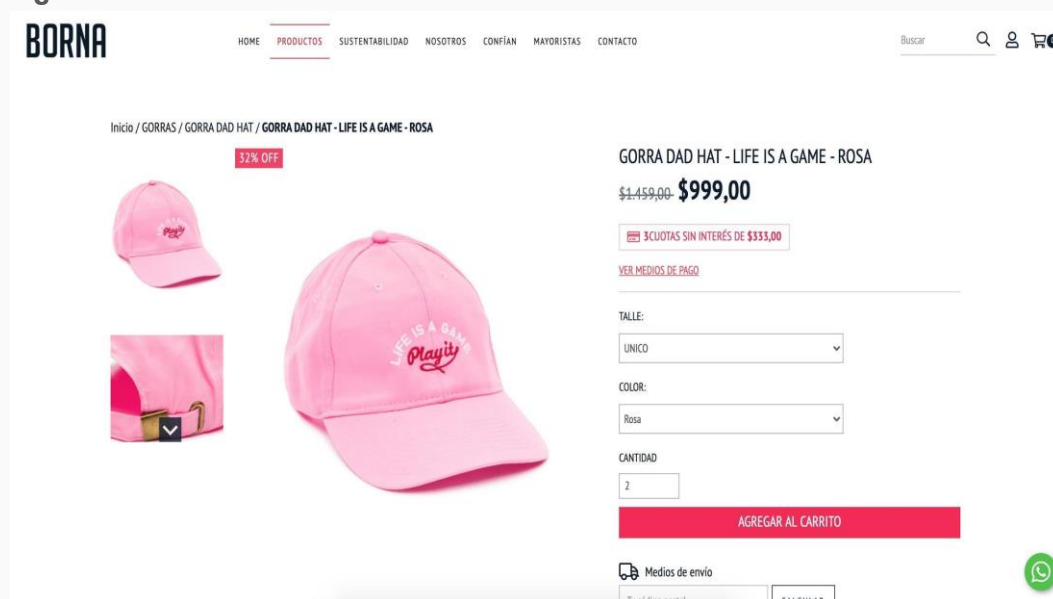 BORNA
HOME PRODUCTOS SUSTENTABILIDAD NOSOTROS CONFÍAN MAYORISTAS CONTACTO
Buscar
Inicio / GORRAS / GORRA DAD HAT / GORRA DAD HAT - LIFE IS A GAME - ROSA
32% OFF
LIFE IS A GAME
Playity
GORRA DAD HAT - LIFE IS A GAME - ROSA
$1.459,00 $999,00
3 CUOTAS SIN INTERÉS DE $333,00
VER MEDIOS DE PAGO
TALLE:
UNICO
COLOR:
Rosa
CANTIDAD
2
AGREGAR AL CARRITO
Medios de envío